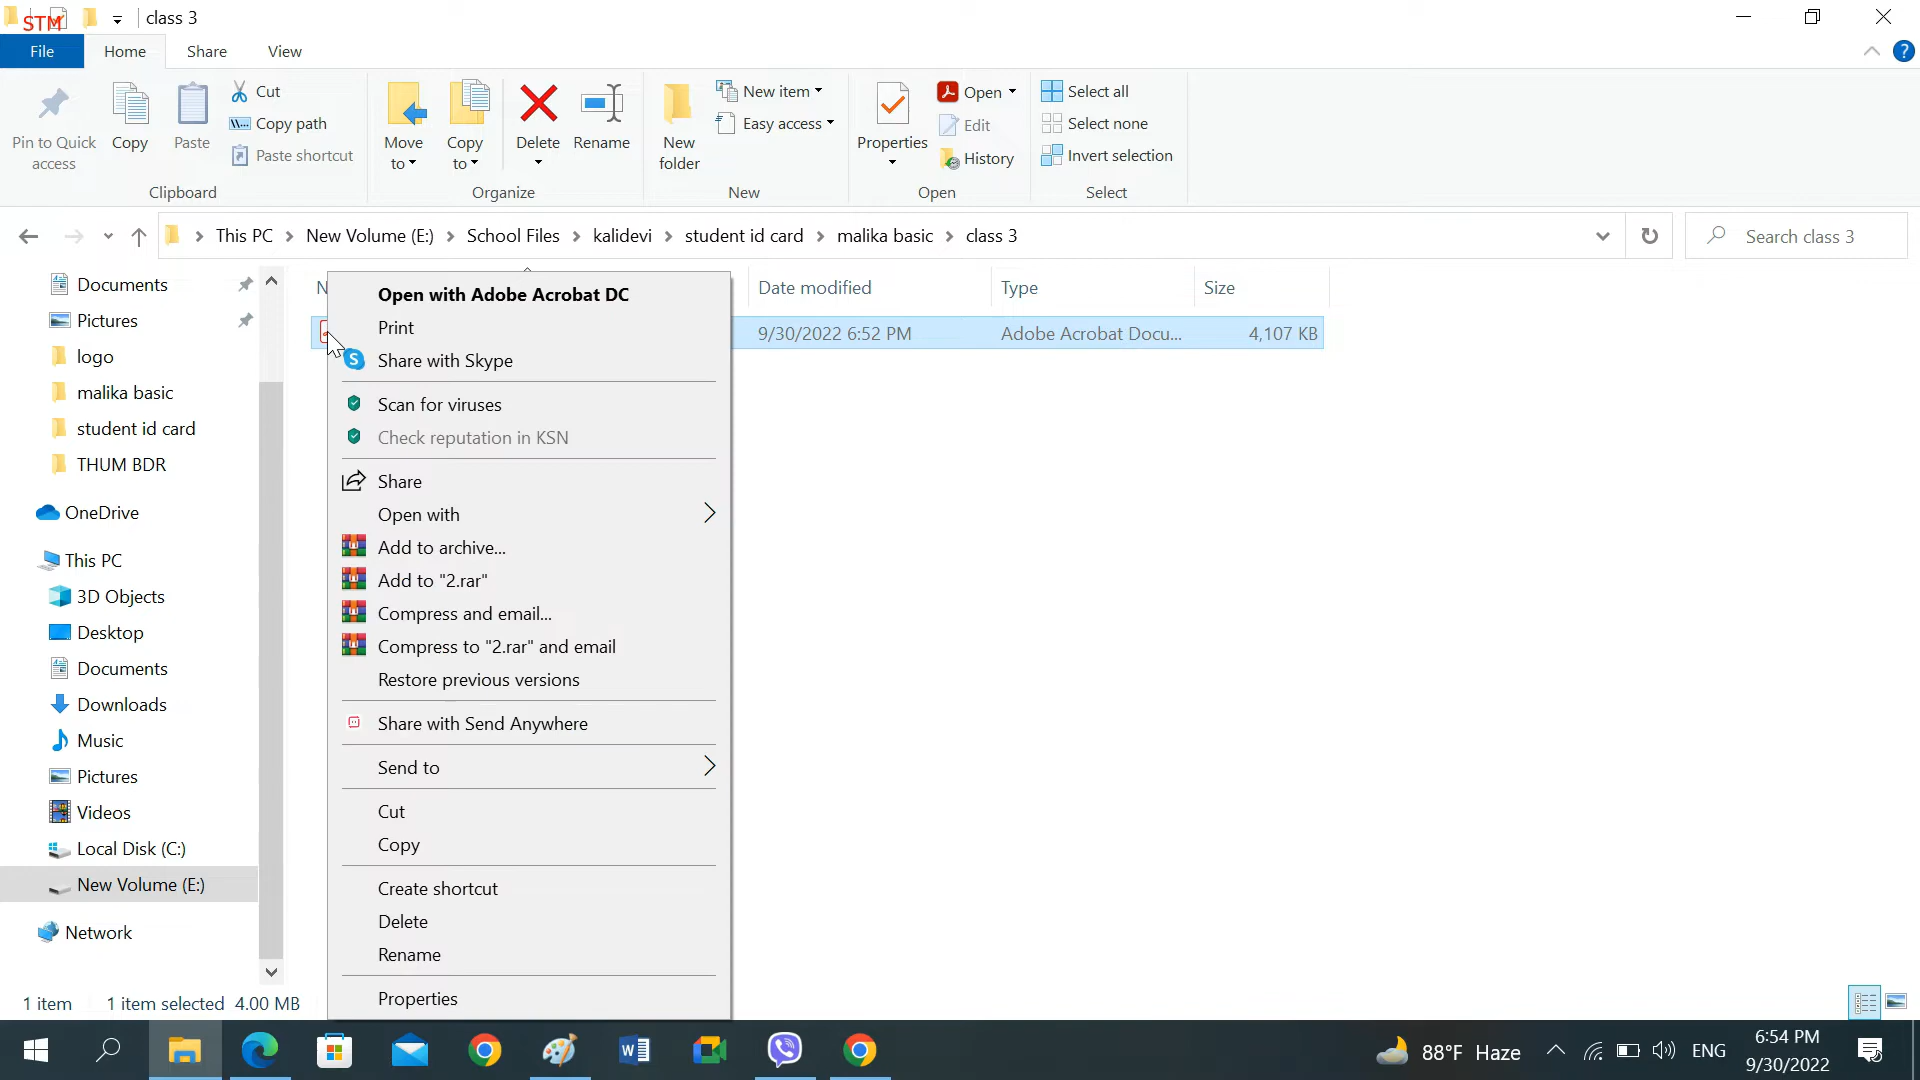 STM
class 3
File
Home
Share
View
Pin to Quick access
Copy
Paste
Cut
Copy path
Paste shortcut
Clipboard
Move to
Copy to
Delete
Rename
Organize
New folder
New item
Easy access
New
Properties
Open
Edit
History
Open
Select all
Select none
Invert selection
Select
This PC
New Volume (E:)
School Files
kalidevi
student id card
malika basic
class 3
Search class 3
Documents
Pictures
logo
malika basic
student id card
THUM BDR
OneDrive
This PC
3D Objects
Desktop
Documents
Downloads
Music
Pictures
Videos
Local Disk (C:)
New Volume (E:)
Network
Date modified
Type
Size
9/30/2022 6:52 PM
Adobe Acrobat Docu...
4,107 KB
Open with Adobe Acrobat DC
Print
Share with Skype
Scan for viruses
Check reputation in KSN
Share
Open with
Add to archive...
Add to "2.rar"
Compress and email...
Compress to "2.rar" and email
Restore previous versions
Share with Send Anywhere
Send to
Cut
Copy
Create shortcut
Delete
Rename
Properties
1 item
1 item selected 4.00 MB
88°F Haze
ENG
6:54 PM
9/30/2022